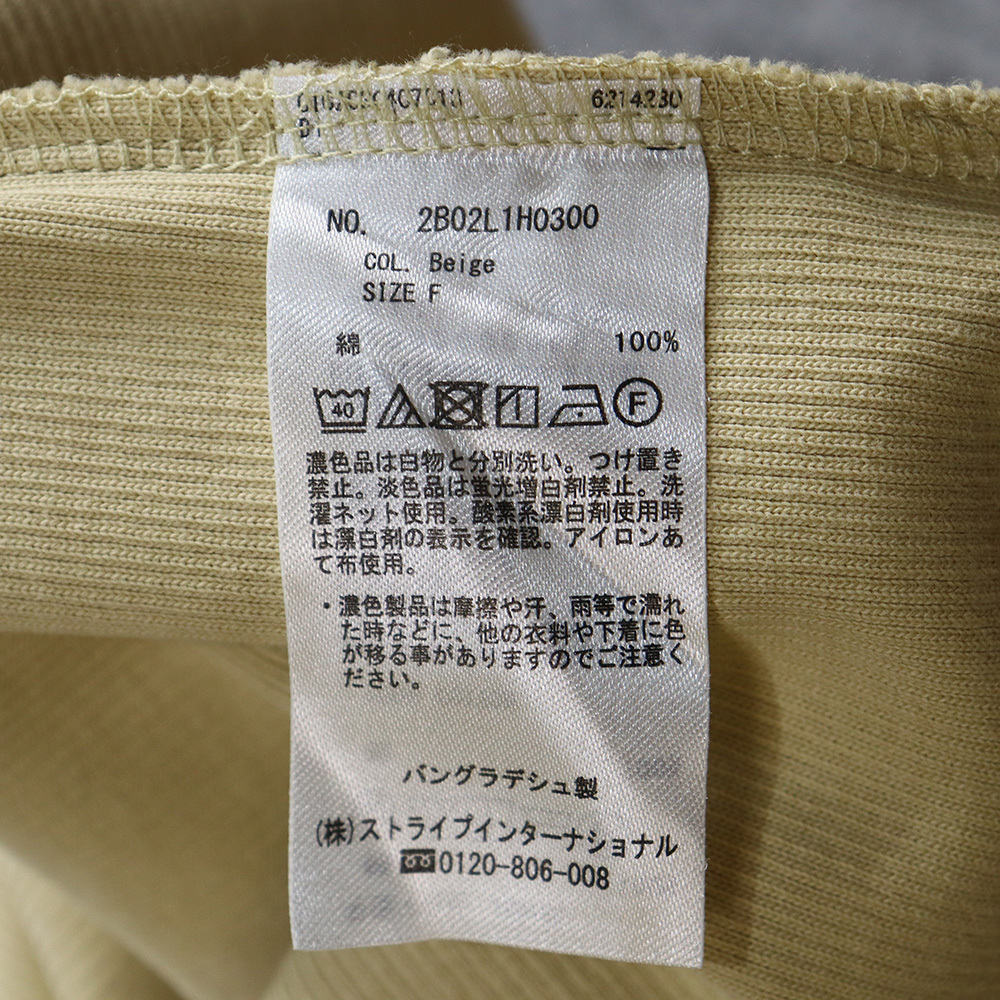 6214230
NO. 2B02L1H0300
COL. Beige
SIZE F
綿 100%
40 F
濃色品は白物と分別洗い。つけ置き
禁止。淡色品は蛍光増白剤禁止。洗
濯ネット使用。酸素系漂白剤使用時
は漂白剤の表示を確認。アイロンあ
て布使用。
・濃色製品は摩擦や汗、雨等で濡れ
た時などに、他の衣料や下着に色
が移る事がありますのでご注意く
ださい。
バングラデシュ製
(株)ストライプインターナショナル
0120-806-008